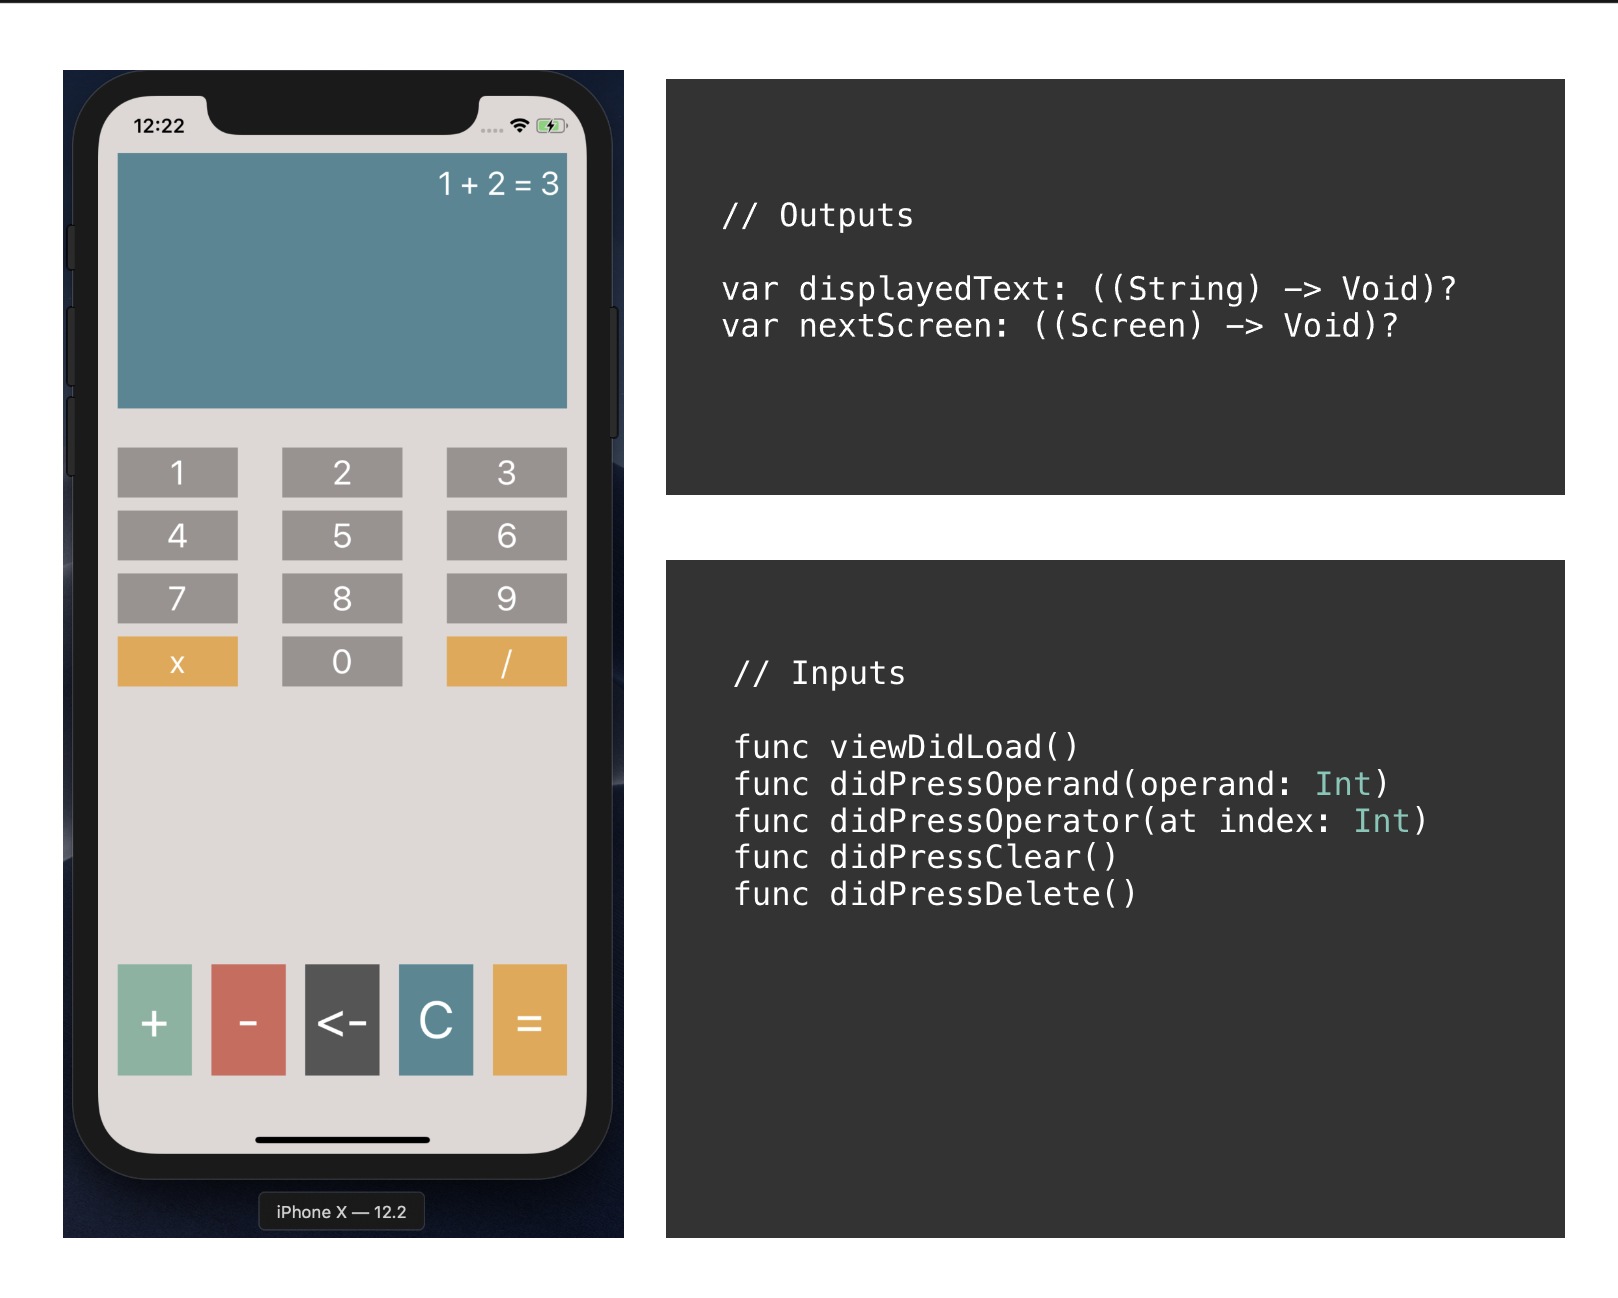 12:22
1 + 2 = 3
1 2 3
4 5 6
7 8 9
x 0 /
+ - <- C =
iPhone X — 12.2
// Outputs
var displayedText: ((String) -> Void)?
var nextScreen: ((Screen) -> Void)?
// Inputs
func viewDidLoad()
func didPressOperand(operand: Int)
func didPressOperator(at index: Int)
func didPressClear()
func didPressDelete()